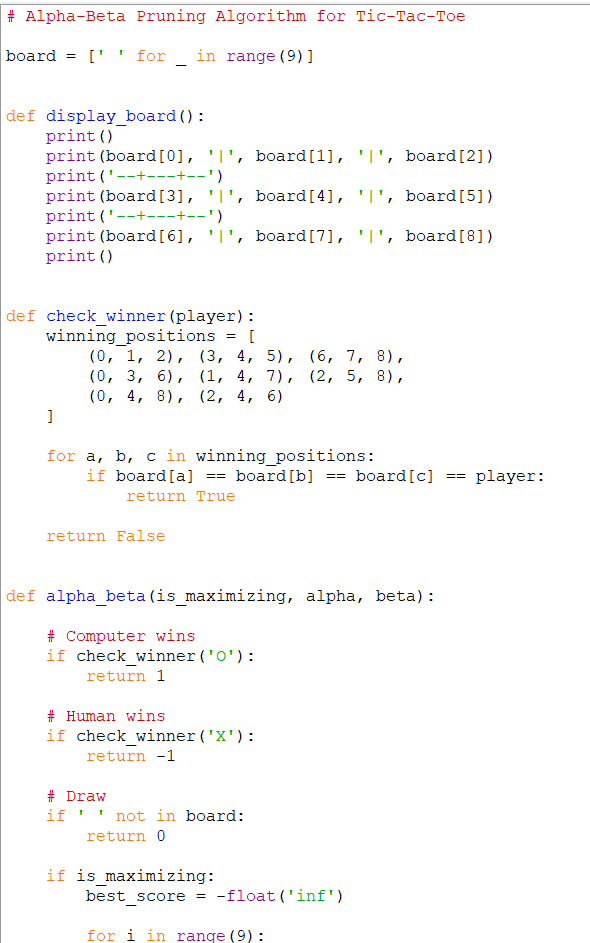 # Alpha-Beta Pruning Algorithm for Tic-Tac-Toe

board = [' ' for _ in range(9)]


def display_board():
    print()
    print(board[0], '|', board[1], '|', board[2])
    print('--+---+--')
    print(board[3], '|', board[4], '|', board[5])
    print('--+---+--')
    print(board[6], '|', board[7], '|', board[8])
    print()


def check_winner(player):
    winning_positions = [
        (0, 1, 2), (3, 4, 5), (6, 7, 8),
        (0, 3, 6), (1, 4, 7), (2, 5, 8),
        (0, 4, 8), (2, 4, 6)
    ]

    for a, b, c in winning_positions:
        if board[a] == board[b] == board[c] == player:
            return True

    return False


def alpha_beta(is_maximizing, alpha, beta):

    # Computer wins
    if check_winner('O'):
        return 1

    # Human wins
    if check_winner('X'):
        return -1

    # Draw
    if ' ' not in board:
        return 0

    if is_maximizing:
        best_score = -float('inf')

        for i in range(9):